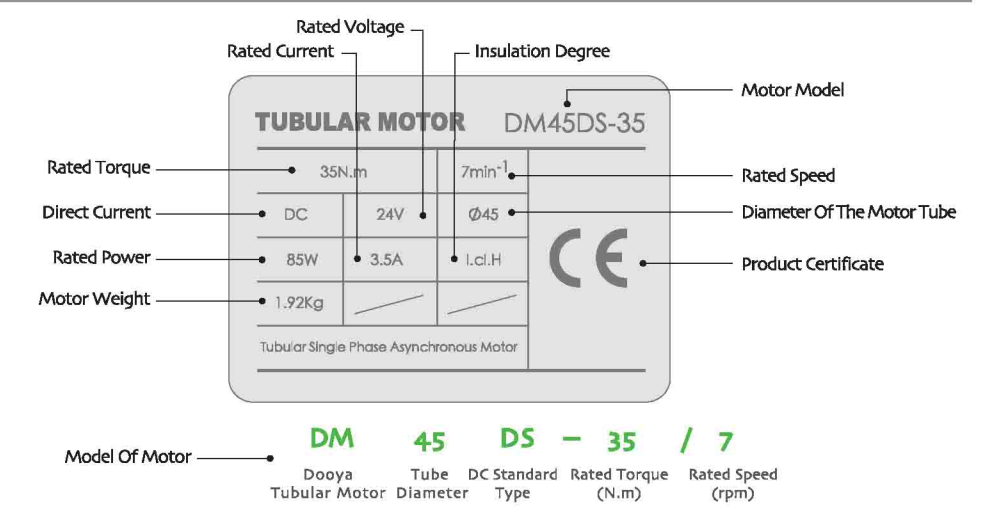 Rated Voltage
Rated Current
Insulation Degree
Motor Model
TUBULAR MOTOR DM45DS-35
Rated Torque
35N.m
7min-1
Rated Speed
Direct Current
DC
24V
Ø45
Diameter Of The Motor Tube
Rated Power
85W
3.5A
I.cl.H
CE
Product Certificate
Motor Weight
1.92Kg
Tubular Single Phase Asynchronous Motor
Model Of Motor
DM 45 DS - 35 / 7
Dooya Tube DC Standard Rated Torque Rated Speed
Tubular Motor Diameter Type (N.m) (rpm)